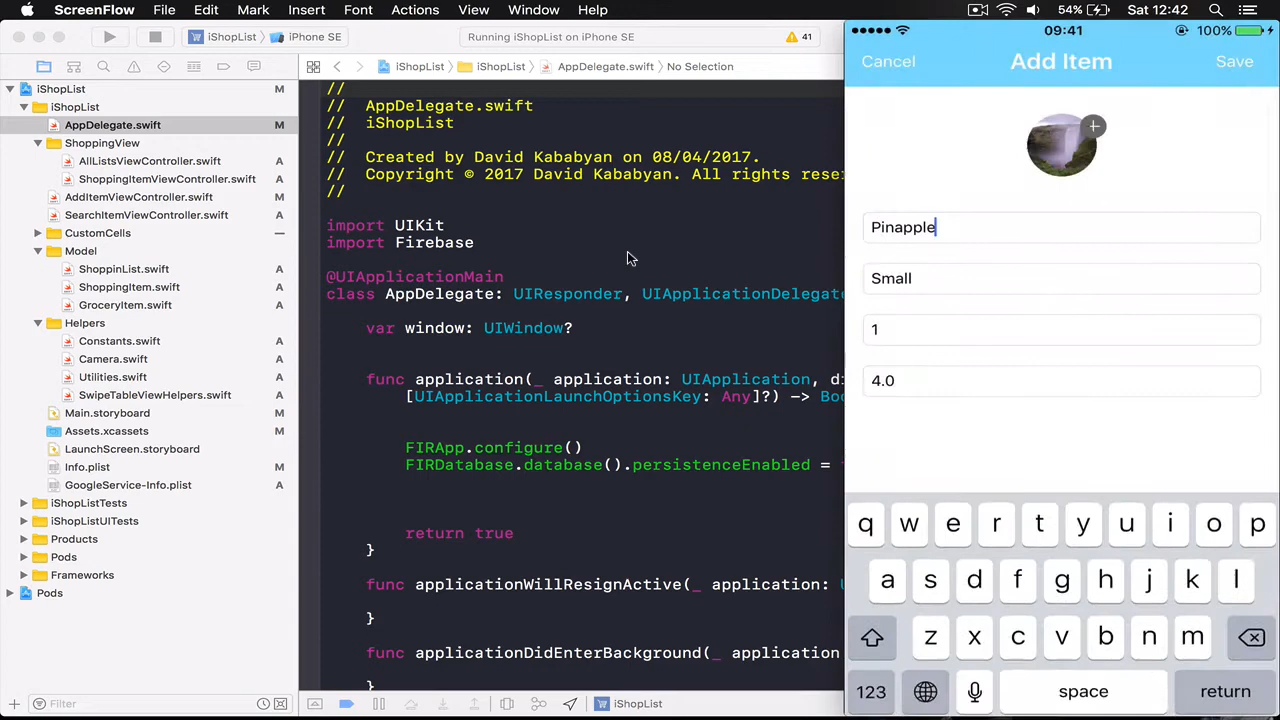 ScreenFlow File Edit Mark Insert Font Actions View Window Help 54% Sat 12:42
iShopList iPhone SE Running iShopList on iPhone SE 41
iShopList iShopList AppDelegate.swift No Selection
iShopList M
iShopList
AppDelegate.swift M
ShoppingView
AllListsViewController.swift A
ShoppingItemViewController.swift A
AddItemViewController.swift M
SearchItemViewController.swift A
CustomCells
Model
ShoppinList.swift A
ShoppingItem.swift A
GroceryItem.swift A
Helpers
Constants.swift A
Camera.swift A
Utilities.swift A
SwipeTableViewHelpers.swift A
Main.storyboard M
Assets.xcassets M
LaunchScreen.storyboard
Info.plist M
GoogleService-Info.plist A
iShopListTests
iShopListUITests
Products
Pods
Frameworks
Pods
Filter
//
// AppDelegate.swift
// iShopList
//
// Created by David Kababyan on 08/04/2017.
// Copyright © 2017 David Kababyan. All rights rese
//
import UIKit
import Firebase
@UIApplicationMain
class AppDelegate: UIResponder, UIApplicationDelegate
var window: UIWindow?
func application(_ application: UIApplication, di
[UIApplicationLaunchOptionsKey: Any]?) -> Boo
FIRApp.configure()
FIRDatabase.database().persistenceEnabled =
return true
}
func applicationWillResignActive(_ application: U
}
func applicationDidEnterBackground(_ application
}
iShopList
09:41 100%
Cancel Add Item Save
+
Pinapple
Small
1
4.0
q w e r t y u i o p
a s d f g h j k l
z x c v b n m
123 space return